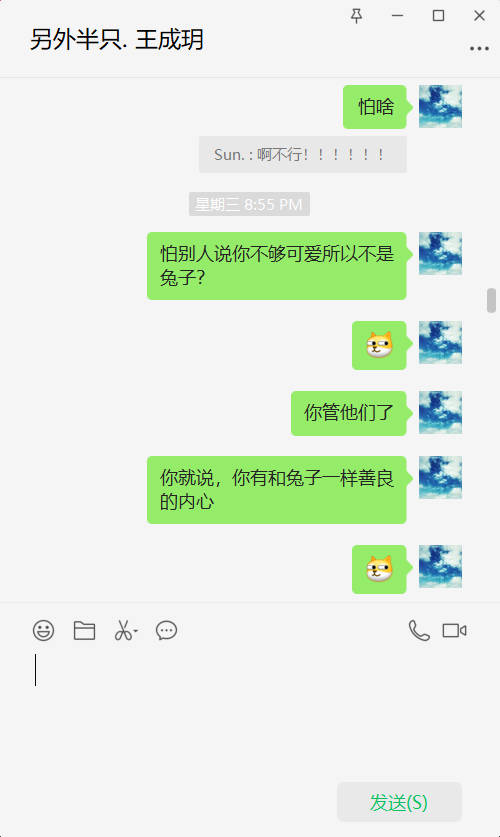 另外半只. 王成玥
怕啥
Sun. : 啊不行！！！！！！
星期三 8:55 PM
怕别人说你不够可爱所以不是
兔子？
你管他们了
你就说，你有和兔子一样善良
的内心
发送(S)